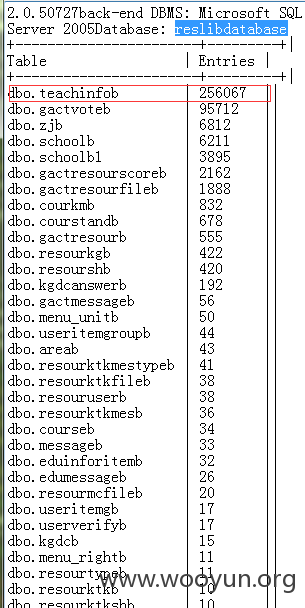 2.0.50727back-end DBMS: Microsoft SQL
Server 2005Database: reslibdatabase
+---------------------+---------+|
Table | Entries |
+---------------------+---------+|
dbo.teachinfob | 256067 |
dbo.gactvoteb | 95712
dbo.zjb | 6812
dbo.schoolb | 6211
dbo.schoolb1 | 3895
dbo.gactresourscoreb | 2162
dbo.gactresourfileb | 1888
dbo.courkmb | 832
dbo.courstandb | 678
dbo.gactresourb | 555
dbo.resourkgb | 422
dbo.resourshb | 420
dbo.kgdcanswerb | 192
dbo.gactmessageb | 56
dbo.menu_unitb | 50
dbo.useritemgroupb | 44
dbo.areab | 43
dbo.resourktkmestypeb | 41
dbo.resourktkfileb | 38
dbo.resouruserb | 38
dbo.resourktkmesb | 36
dbo.courseb | 34
dbo.messageb | 33
dbo.eduinforitemb | 32
dbo.edumessageb | 26
dbo.resourmcfileb | 20
dbo.useritemgb | 17
dbo.userverifyb | 17
dbo.kgdcb | 15
dbo.menu_rightb | 11
dbo.resourtypeb | 11
dbo.resourktkb | 10
dbo.resourktkshb | 10
www.wooyun.org